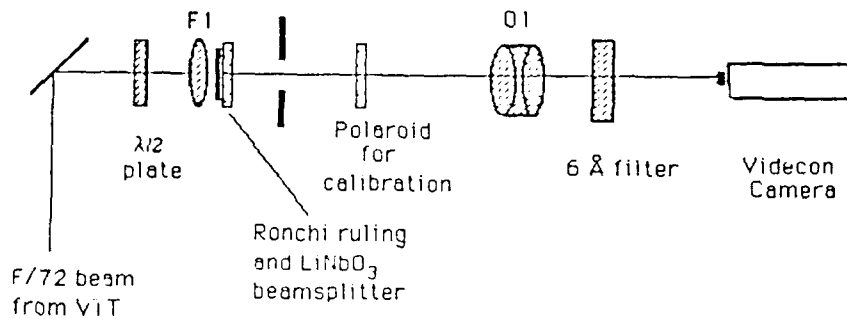 F1
O1
λ/2
plate
Polaroid
for
calibration
6 Å filter
Videcon
Camera
Ronchi ruling
and LiNbO3
beamsplitter
F/72 beam
from VTT